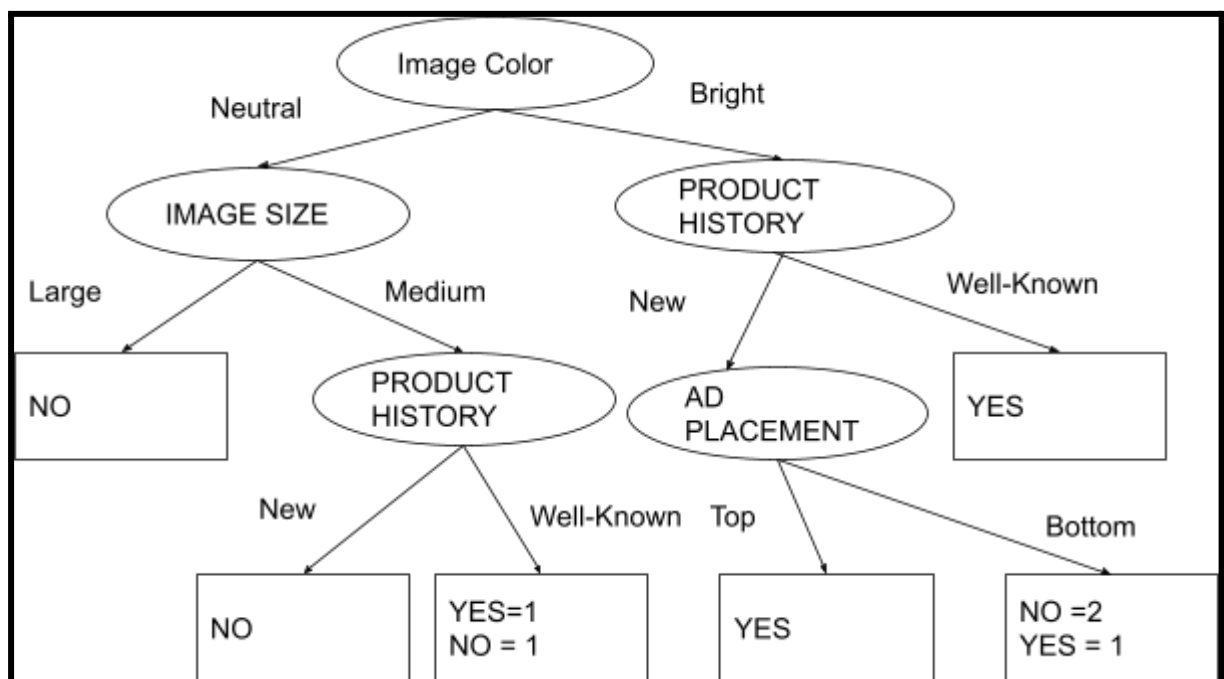 Image Color
Neutral
Bright
IMAGE SIZE
PRODUCT
HISTORY
Large
Medium
New
Well-Known
NO
PRODUCT
HISTORY
AD
PLACEMENT
YES
New
Well-Known
Top
Bottom
NO
YES=1
NO = 1
YES
NO =2
YES = 1